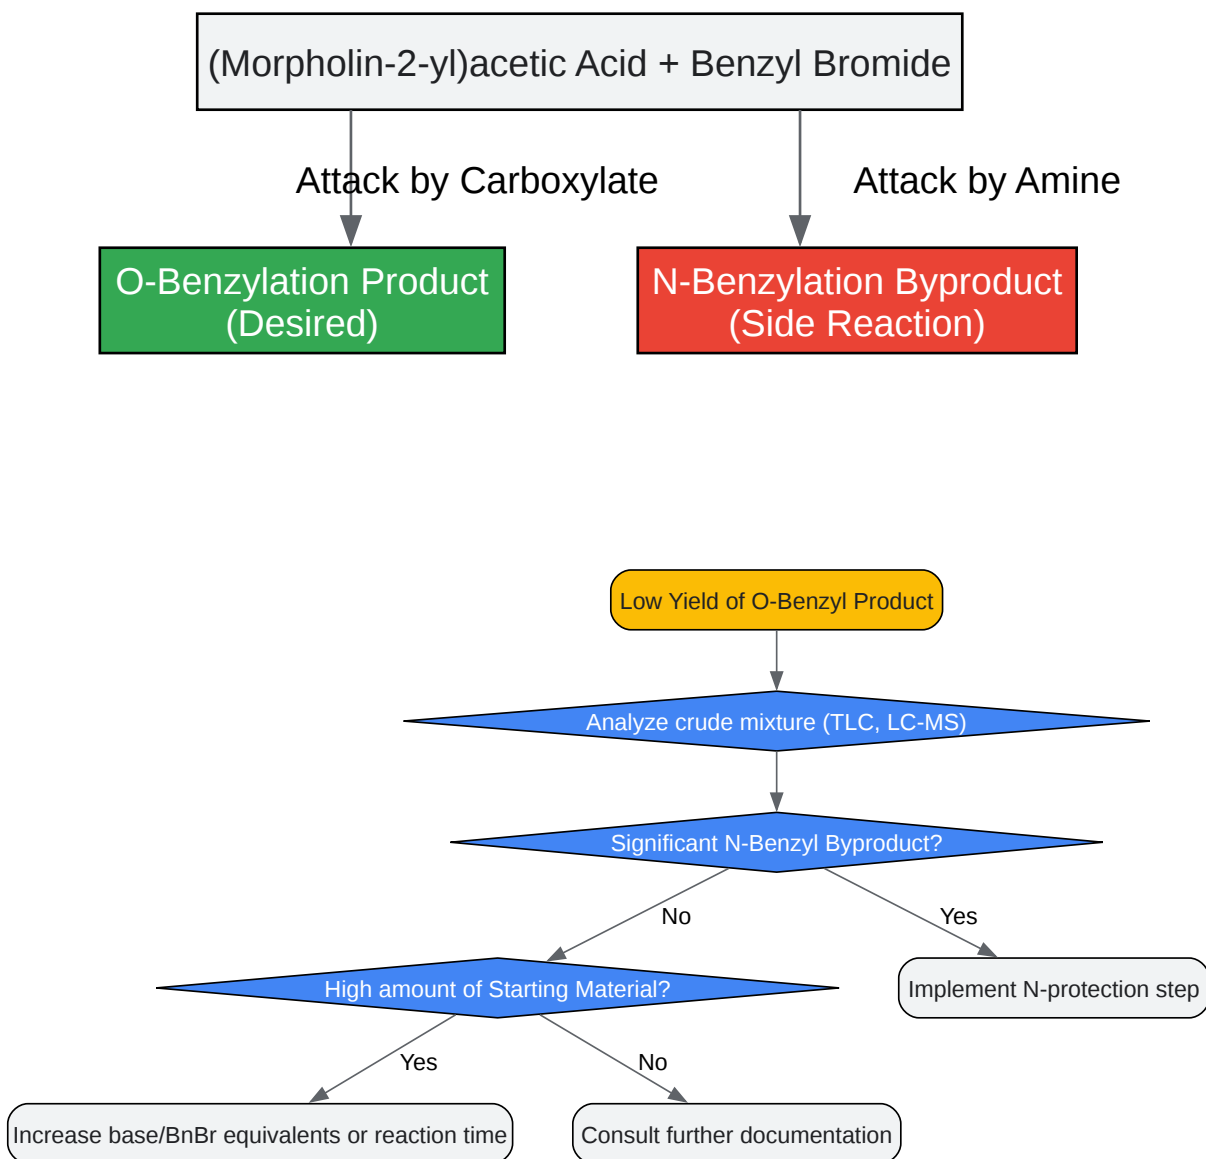 (Morpholin-2-yl)acetic Acid + Benzyl Bromide
Attack by Carboxylate
Attack by Amine
O-Benzylation Product
(Desired)
N-Benzylation Byproduct
(Side Reaction)
Low Yield of O-Benzyl Product
Analyze crude mixture (TLC, LC-MS)
Significant N-Benzyl Byproduct?
No
Yes
High amount of Starting Material?
Implement N-protection step
Yes
No
Increase base/BnBr equivalents or reaction time
Consult further documentation